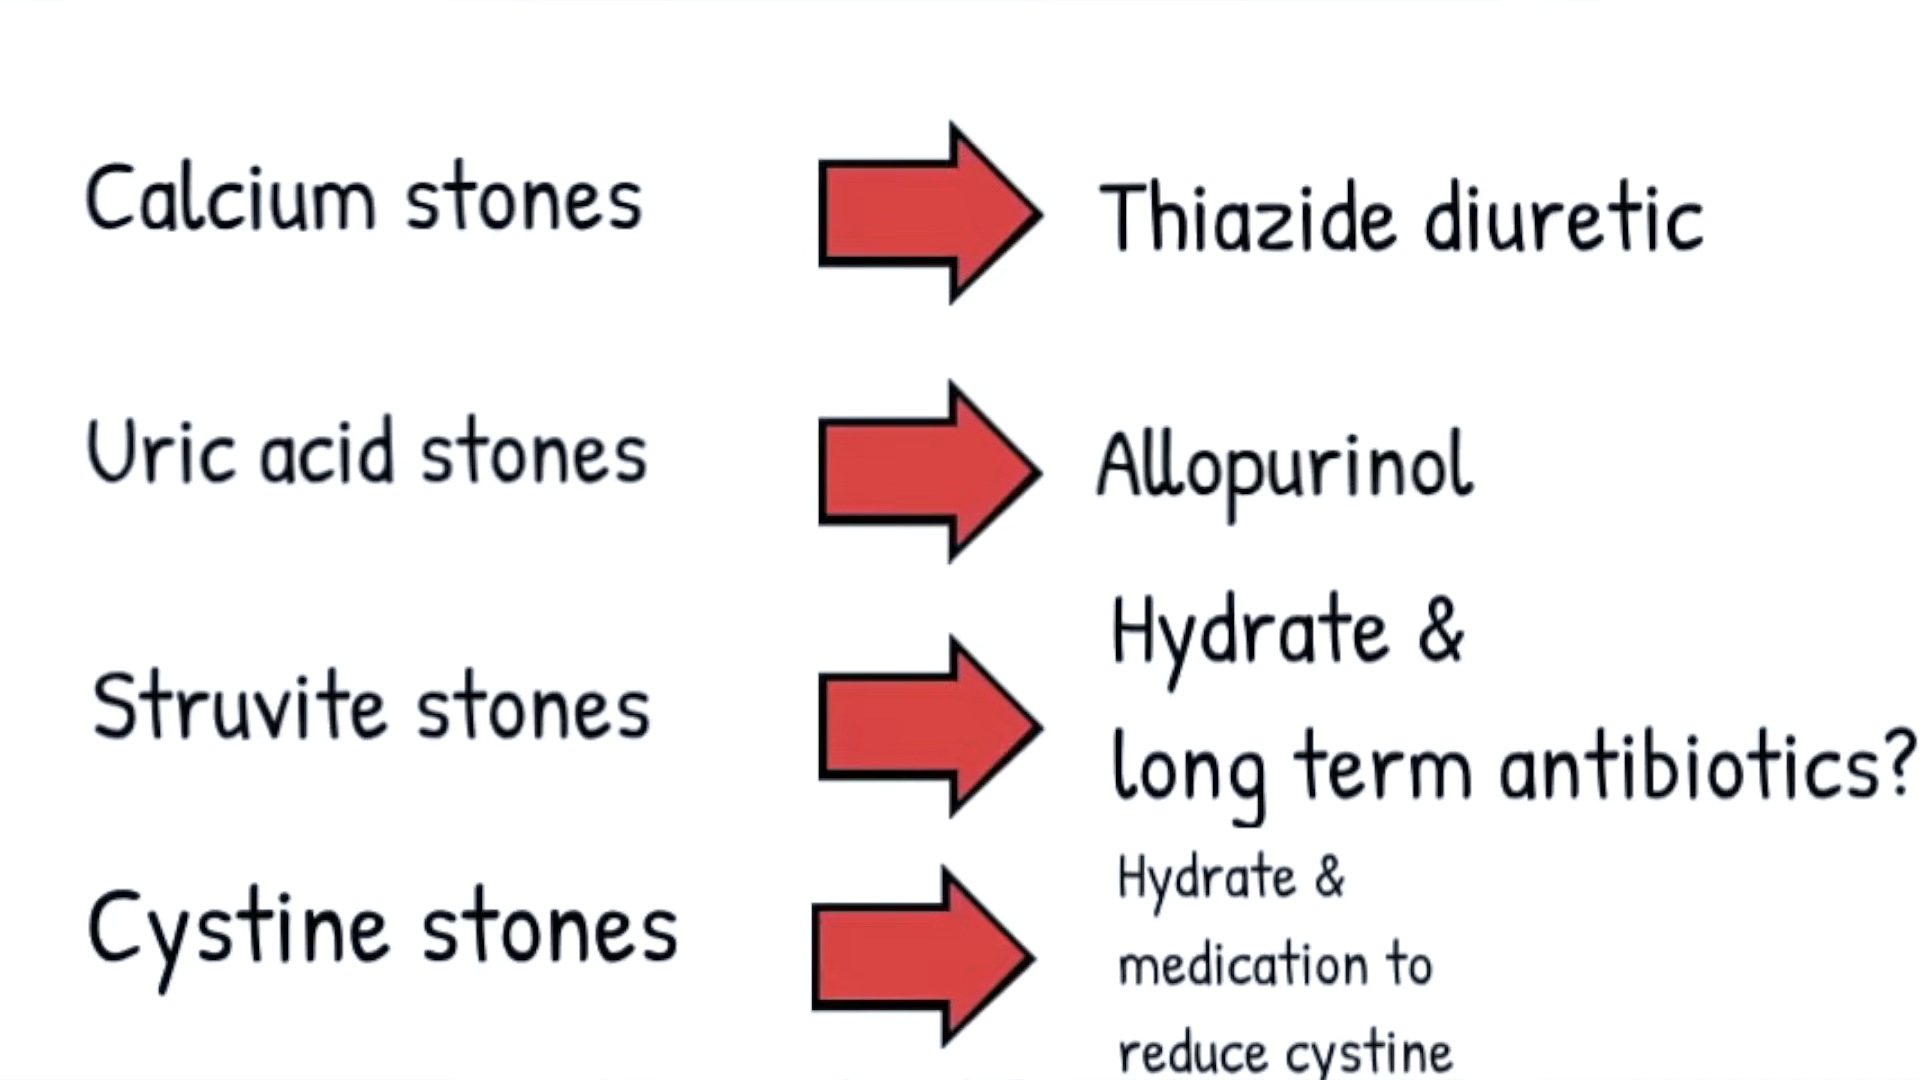 Calcium stones
Thiazide diuretic
Uric acid stones
Allopurinol
Struvite stones
Hydrate &
long term antibiotics?
Cystine stones
Hydrate &
medication to
reduce cystine